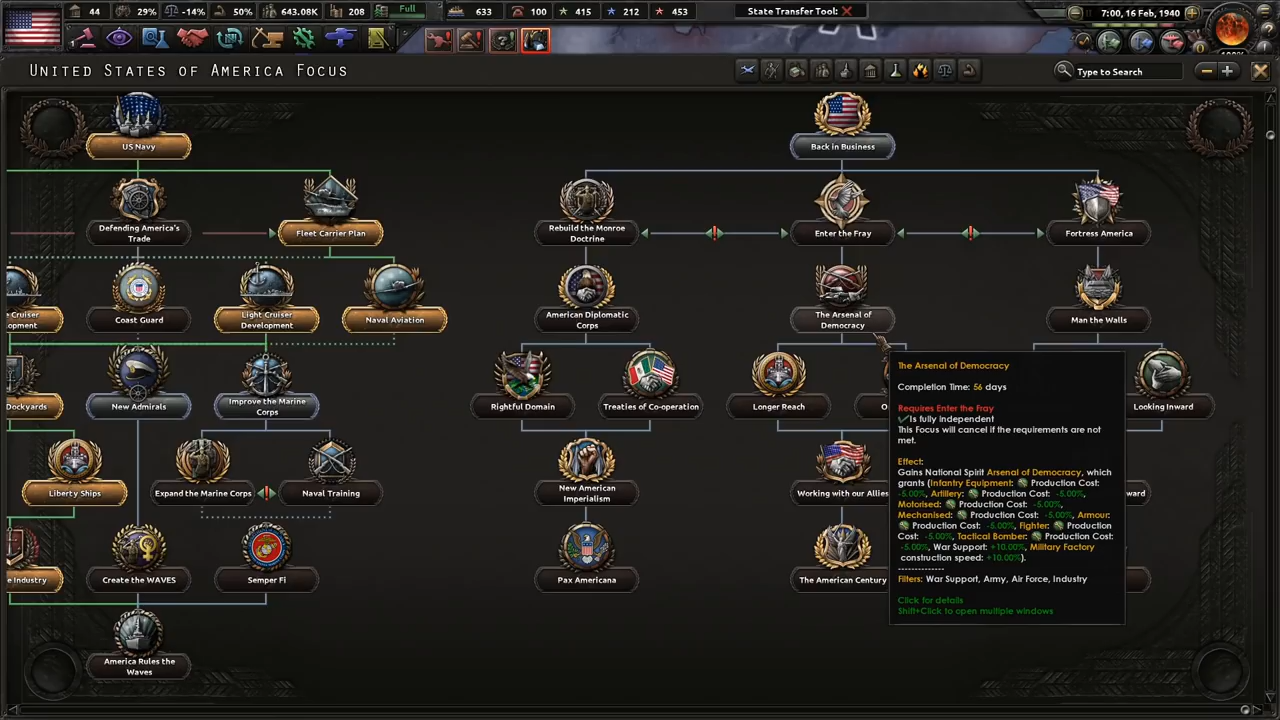 44 29% -14% 50% 643.08K 208 Full 633 100 415 212 453 State Transfer Tool: 7:00, 16 Feb, 1940
100%
United States of America Focus Type to Search
US Navy Back in Business
Defending America's Trade Fleet Carrier Plan Rebuild the Monroe Doctrine Enter the Fray Fortress America
Coast Guard Light Cruiser Development Naval Aviation American Diplomatic Corps The Arsenal of Democracy Man the Walls
e Cruiser
opment
Dockyards New Admirals Improve the Marine Corps Rightful Domain Treaties of Co-operation Longer Reach O Looking Inward
Liberty Ships Expand the Marine Corps Naval Training New American Imperialism Working with our Allies ward
e Industry Create the WAVES Semper Fi Pax Americana The American Century
America Rules the Waves
The Arsenal of Democracy
Completion Time: 56 days
Requires Enter the Fray
Is fully independent
This Focus will cancel if the requirements are not
met.
Effect:
Gains National Spirit Arsenal of Democracy, which
grants (Infantry Equipment: Production Cost:
-5.00%, Artillery: Production Cost: -5.00%,
Motorised: Production Cost: -5.00%,
Mechanised: Production Cost: -5.00%, Armour:
Production Cost: -5.00%, Fighter: Production
Cost: -5.00%, Tactical Bomber: Production Cost:
-5.00%, War Support: +10.00%, Military Factory
construction speed: +10.00%).
--------------
Filters: War Support, Army, Air Force, Industry
Click for details
Shift+Click to open multiple windows